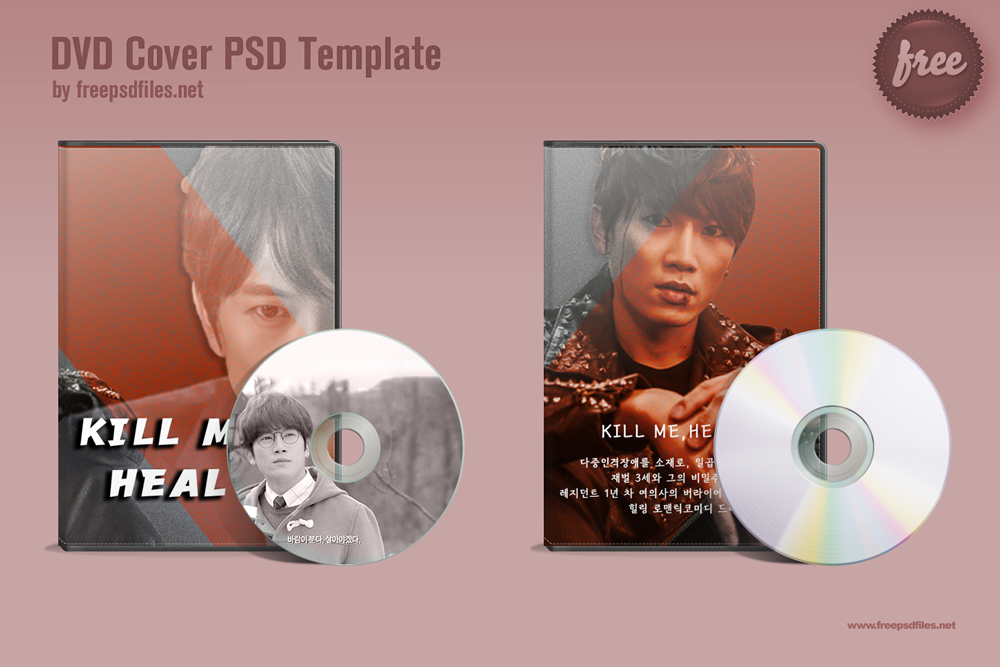 DVD Cover PSD Template
by freepsdfiles.net
free
KILL M
HEAL
바람이 분다. 살아야겠다.
KILL ME,HE
다중인격장애를 소재로, 일곱
재벌 3세와 그의 비밀주
레지던트 1년 차 여의사의 버라이어
힐링 로맨틱코미디 드
www.freepsdfiles.net